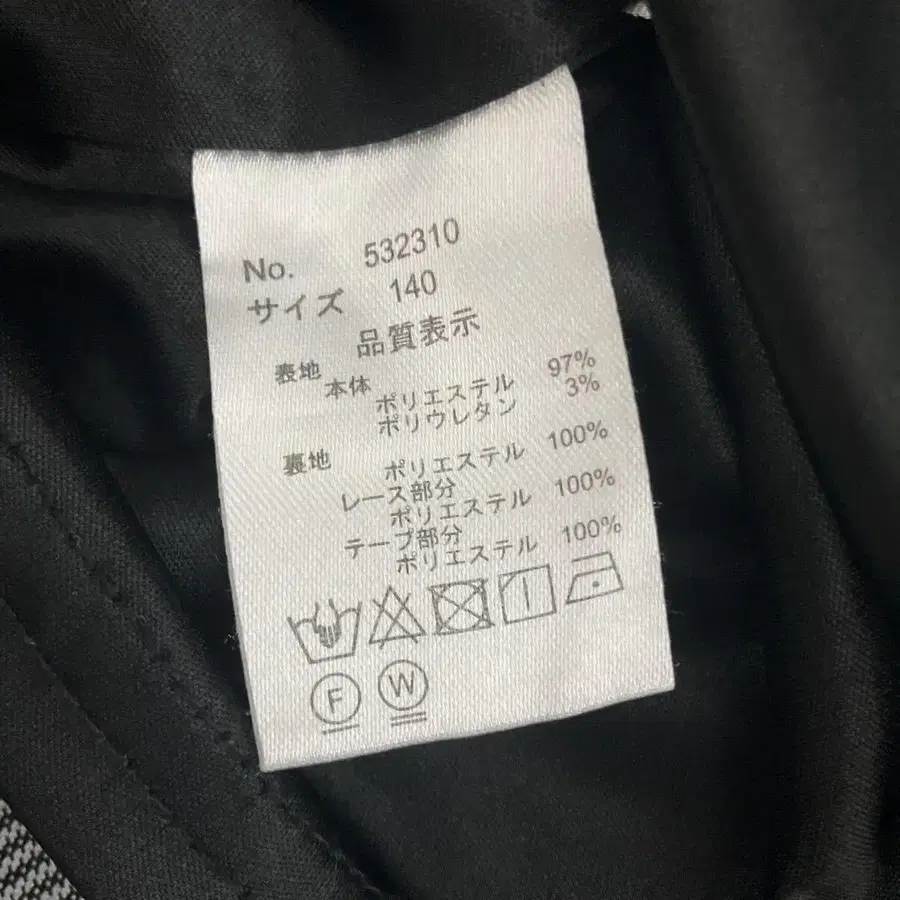 No. 532310
サイズ 140
品質表示
表地
本体
ポリエステル 97%
ポリウレタン 3%
裏地
ポリエステル 100%
レース部分
ポリエステル 100%
テープ部分
ポリエステル 100%
F W